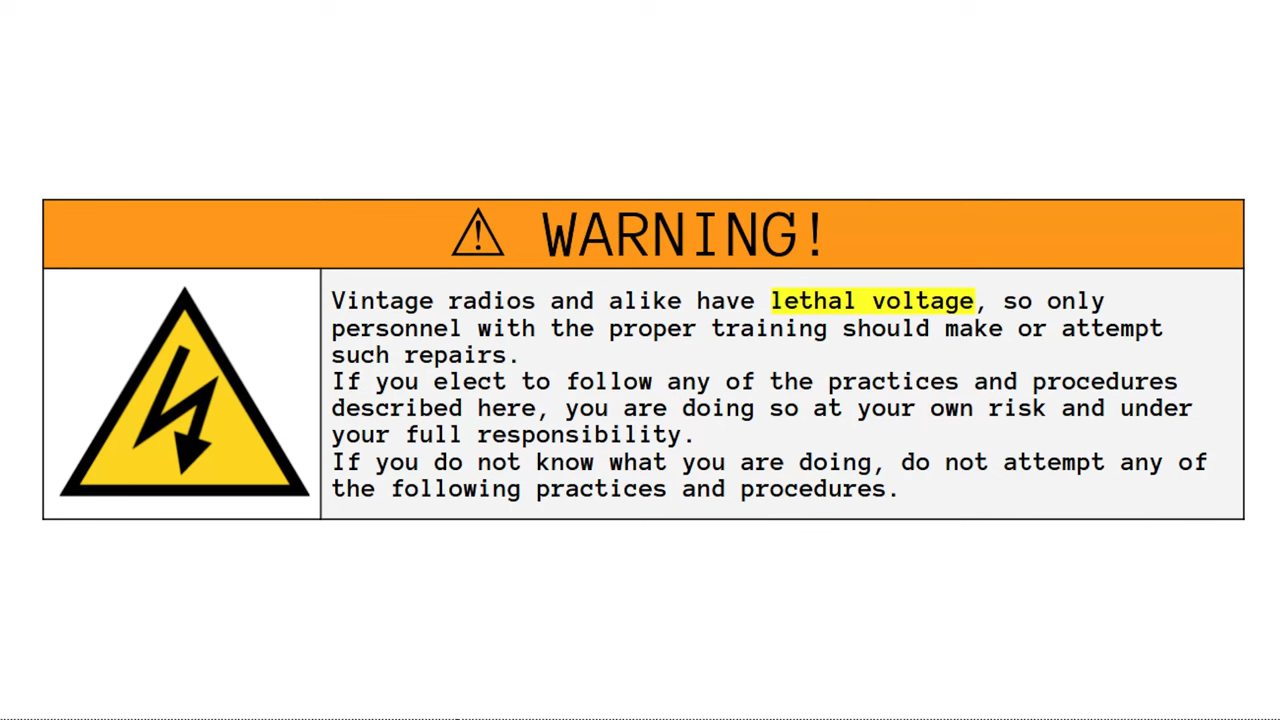 ⚠ WARNING!
Vintage radios and alike have lethal voltage, so only
personnel with the proper training should make or attempt
such repairs.
If you elect to follow any of the practices and procedures
described here, you are doing so at your own risk and under
your full responsibility.
If you do not know what you are doing, do not attempt any of
the following practices and procedures.